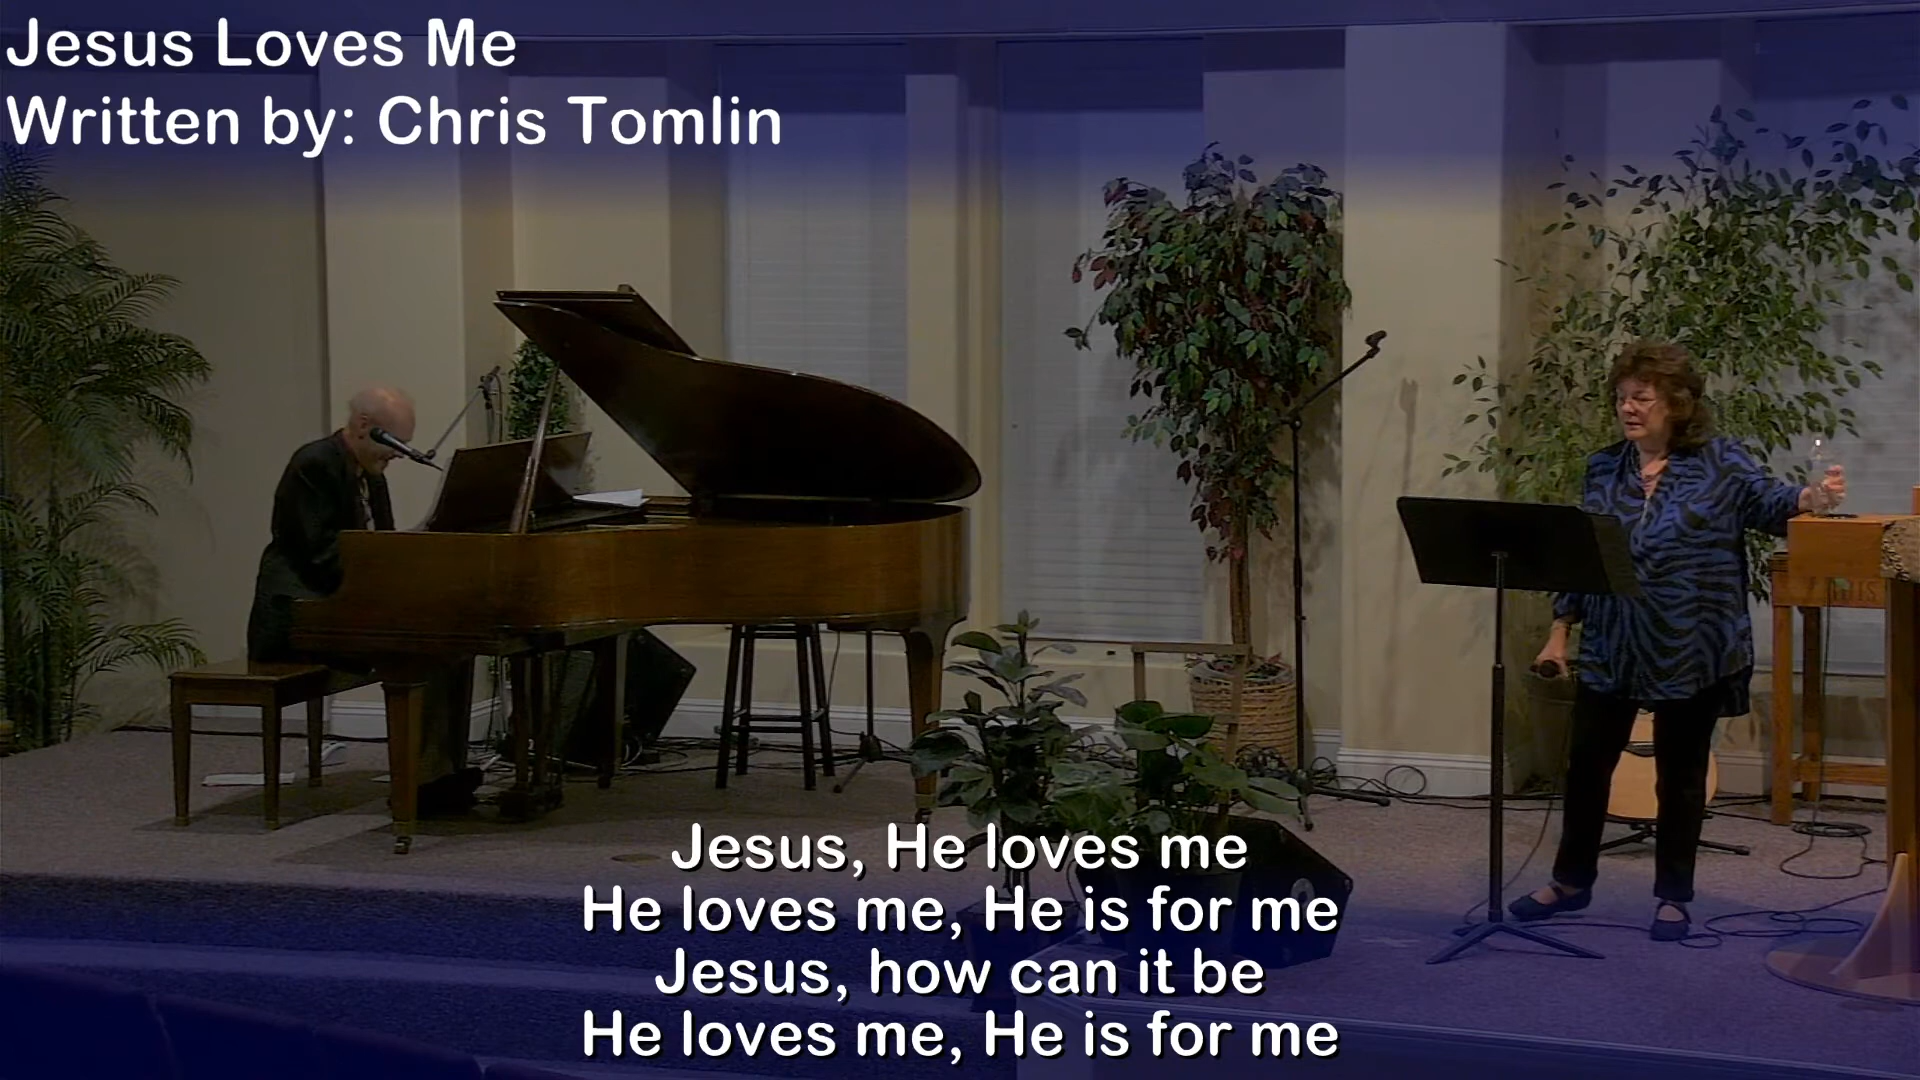 Jesus Loves Me
Written by: Chris Tomlin
Jesus, He loves me
He loves me, He is for me
Jesus, how can it be
He loves me, He is for me